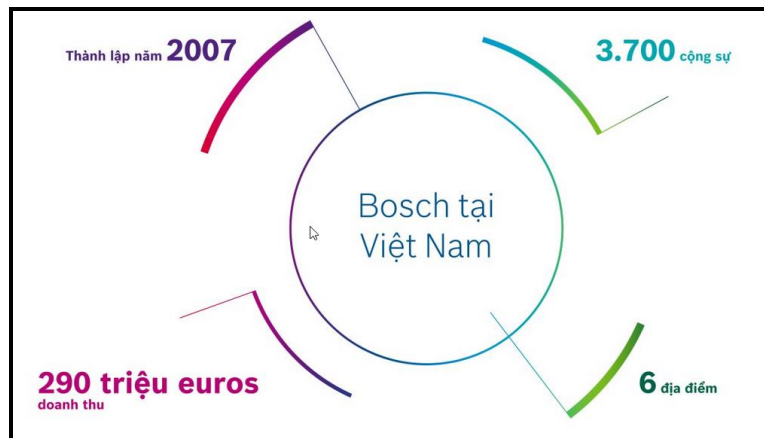 Thành lập năm 2007
3.700 cộng sự
Bosch tại
Việt Nam
290 triệu euros
doanh thu
6 địa điểm